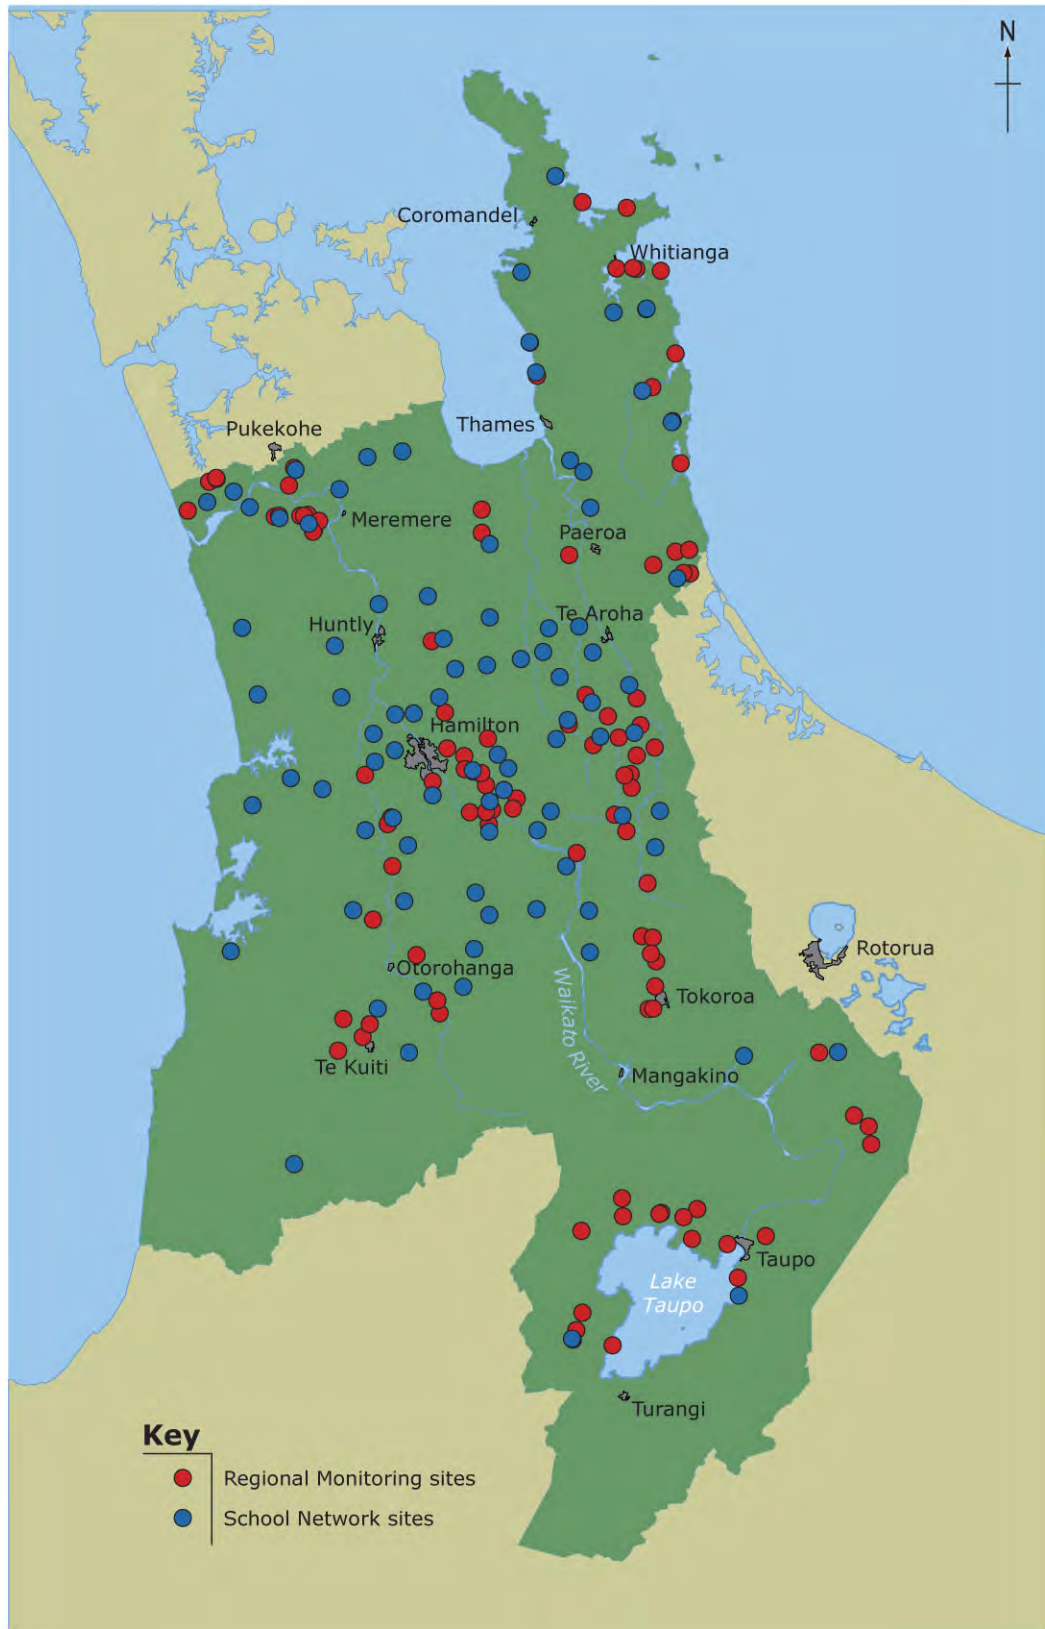 N
Coromandel
Whitianga
Thames
Pukekohe
Meremere
Paeroa
Te Aroha
Huntly
Hamilton
Rotorua
Otorohanga
Waikato River
Tokoroa
Te Kuiti
Mangakino
Taupo
Lake
Taupo
Turangi
Key
Regional Monitoring sites
School Network sites